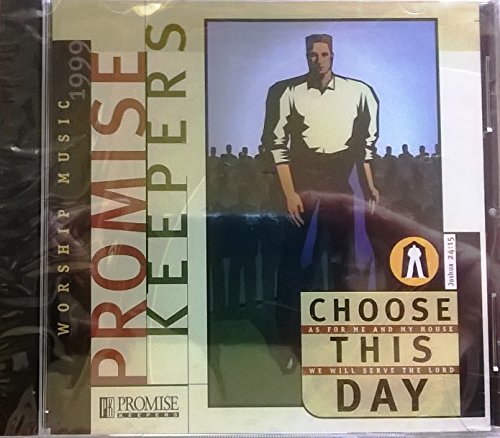 WORSHIP MUSIC
1999
PROMISE
KEEPERS
Joshua 24:15
CHOOSE
AS FOR ME AND MY HOUSE
THIS
WE WILL SERVE THE LORD
DAY
PK PROMISE
KEEPERS